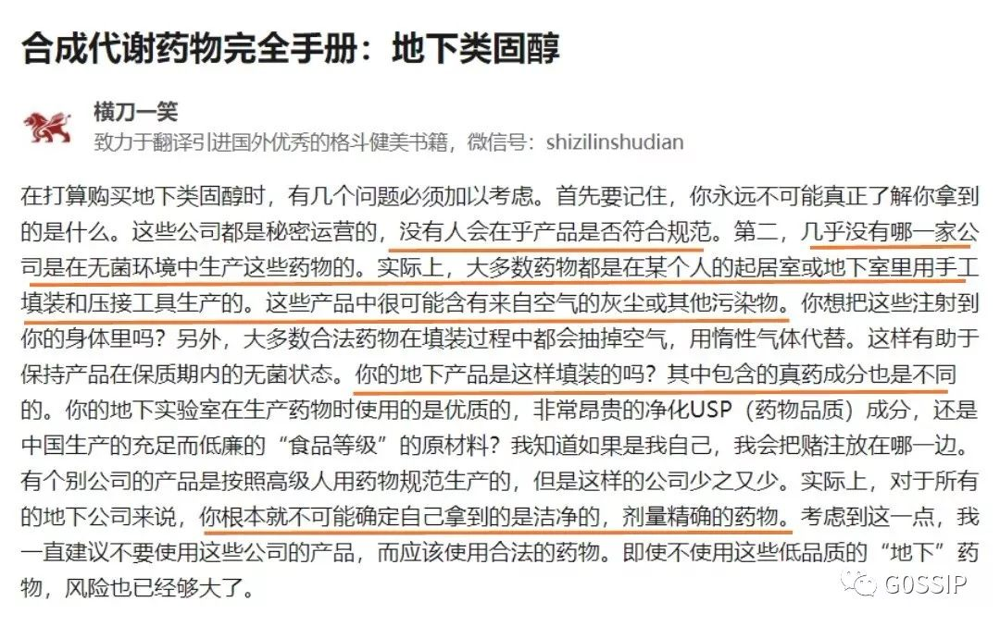 合成代谢药物完全手册：地下类固醇
横刀一笑
致力于翻译引进国外优秀的格斗健美书籍，微信号：shizilinshudian
在打算购买地下类固醇时，有几个问题必须加以考虑。首先要记住，你永远不可能真正了解你拿到
的是什么。这些公司都是秘密运营的，没有人会在乎产品是否符合规范。第二，几乎没有哪一家公
司是在无菌环境中生产这些药物的。实际上，大多数药物都是在某个人的起居室或地下室里用手工
填装和压接工具生产的。这些产品中很可能含有来自空气的灰尘或其他污染物。你想把这些注射到
你的身体里吗？另外，大多数合法药物在填装过程中都会抽掉空气，用惰性气体代替。这样有助于
保持产品在保质期内的无菌状态。你的地下产品是这样填装的吗？其中包含的真药成分也是不同
的。你的地下实验室在生产药物时使用的是优质的，非常昂贵的净化USP（药物品质）成分，还是
中国生产的充足而低廉的“食品等级”的原材料？我知道如果是我自己，我会把赌注放在哪一边。
有个别公司的产品是按照高级人用药物规范生产的，但是这样的公司少之又少。实际上，对于所有
的地下公司来说，你根本就不可能确定自己拿到的是洁净的，剂量精确的药物。考虑到这一点，我
一直建议不要使用这些公司的产品，而应该使用合法的药物。即使不使用这些低品质的“地下”药
物，风险也已经够大了。
G0SSIP